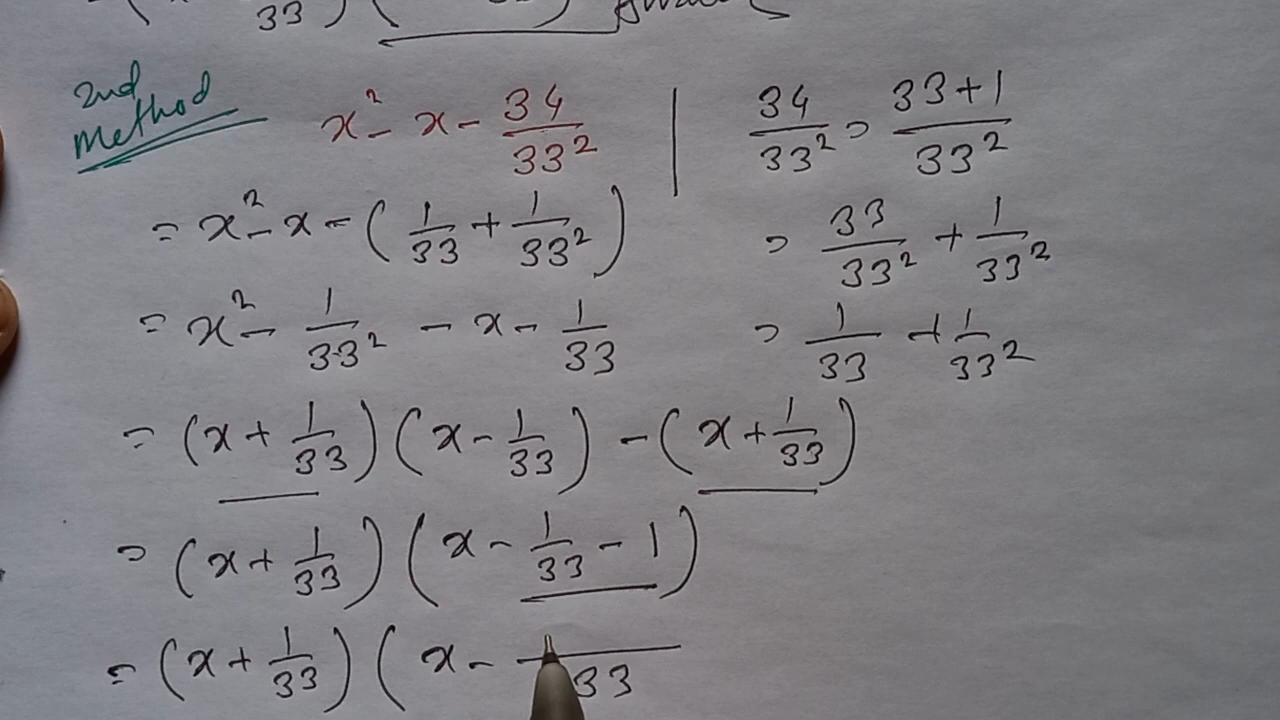 33
2nd Method
x² - x - 34/33² | 34/33² = (33+1)/33²
= x² - x - (1/33 + 1/33²)
= 33/33² + 1/33²
= x² - 1/33² - x - 1/33
= 1/33 + 1/33²
= (x + 1/33)(x - 1/33) - (x + 1/33)
= (x + 1/33)(x - 1/33 - 1)
= (x + 1/33)(x - /33